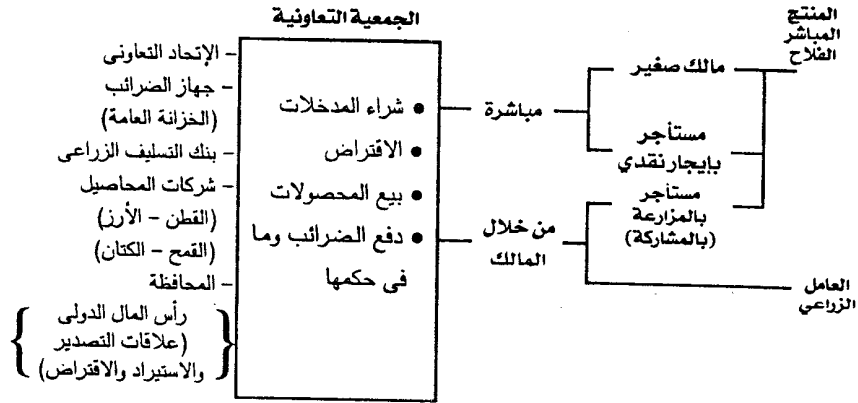 الجمعية التعاونية
المنتج
المباشر
الفلاح
مالك صغير
مستأجر
بإيجار نقدي
مستأجر
بالمزارعة
(بالمشاركة)
العامل
الزراعي
مباشرة
من خلال
المالك
● شراء المدخلات
● الاقتراض
● بيع المحصولات
● دفع الضرائب وما
فى حكمها
– الإتحاد التعاونى
– جهاز الضرائب
(الخزانة العامة)
– بنك التسليف الزراعى
– شركات المحاصيل
(القطن – الأرز)
(القمح – الكتان)
– المحافظة
رأس المال الدولى
(علاقات التصدير
والاستيراد والاقتراض)